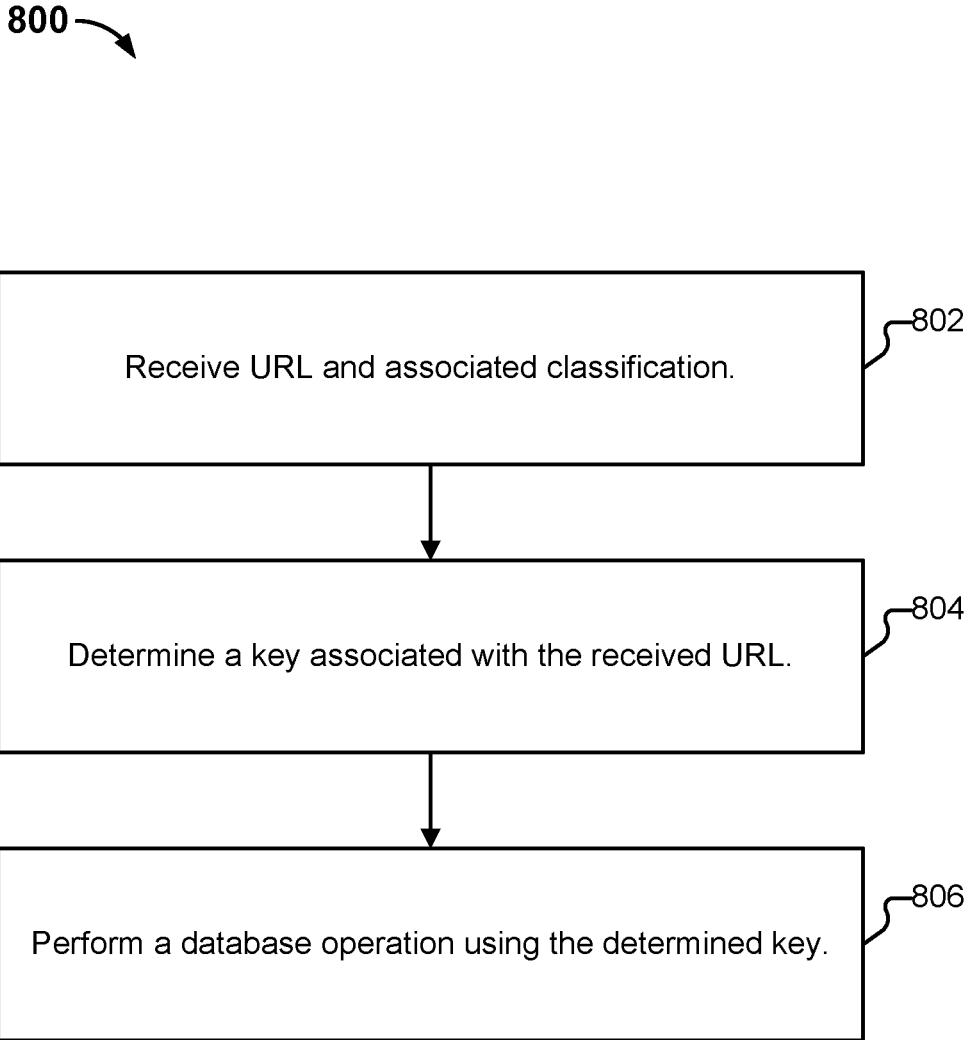 800
Receive URL and associated classification.
802
Determine a key associated with the received URL.
804
Perform a database operation using the determined key.
806